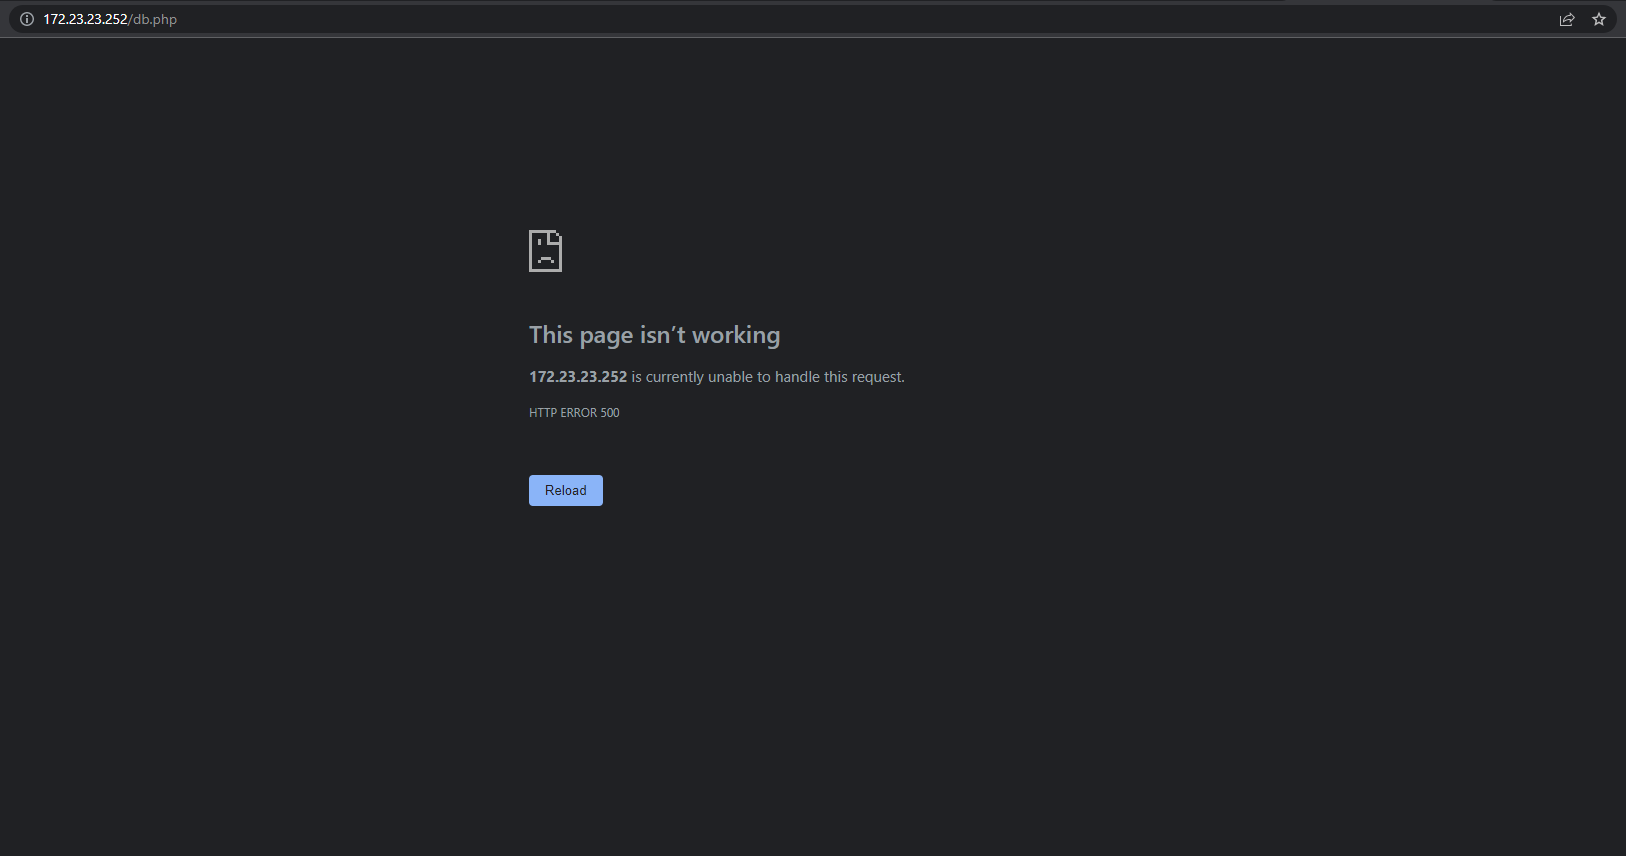 172.23.23.252/db.php
This page isn’t working
172.23.23.252 is currently unable to handle this request.
HTTP ERROR 500
Reload